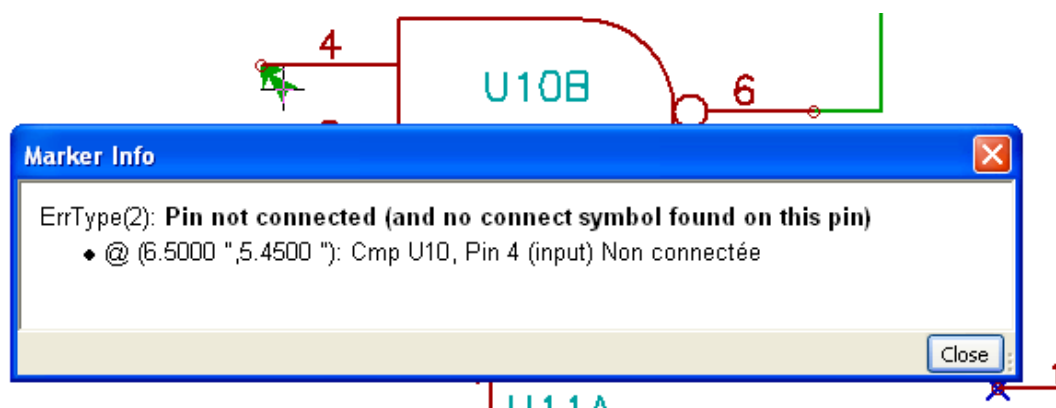 4
U10B
6
Marker Info
ErrType(2): Pin not connected (and no connect symbol found on this pin)
● @ (6.5000 ",5.4500 "): Cmp U10, Pin 4 (input) Non connectée
Close
U11A